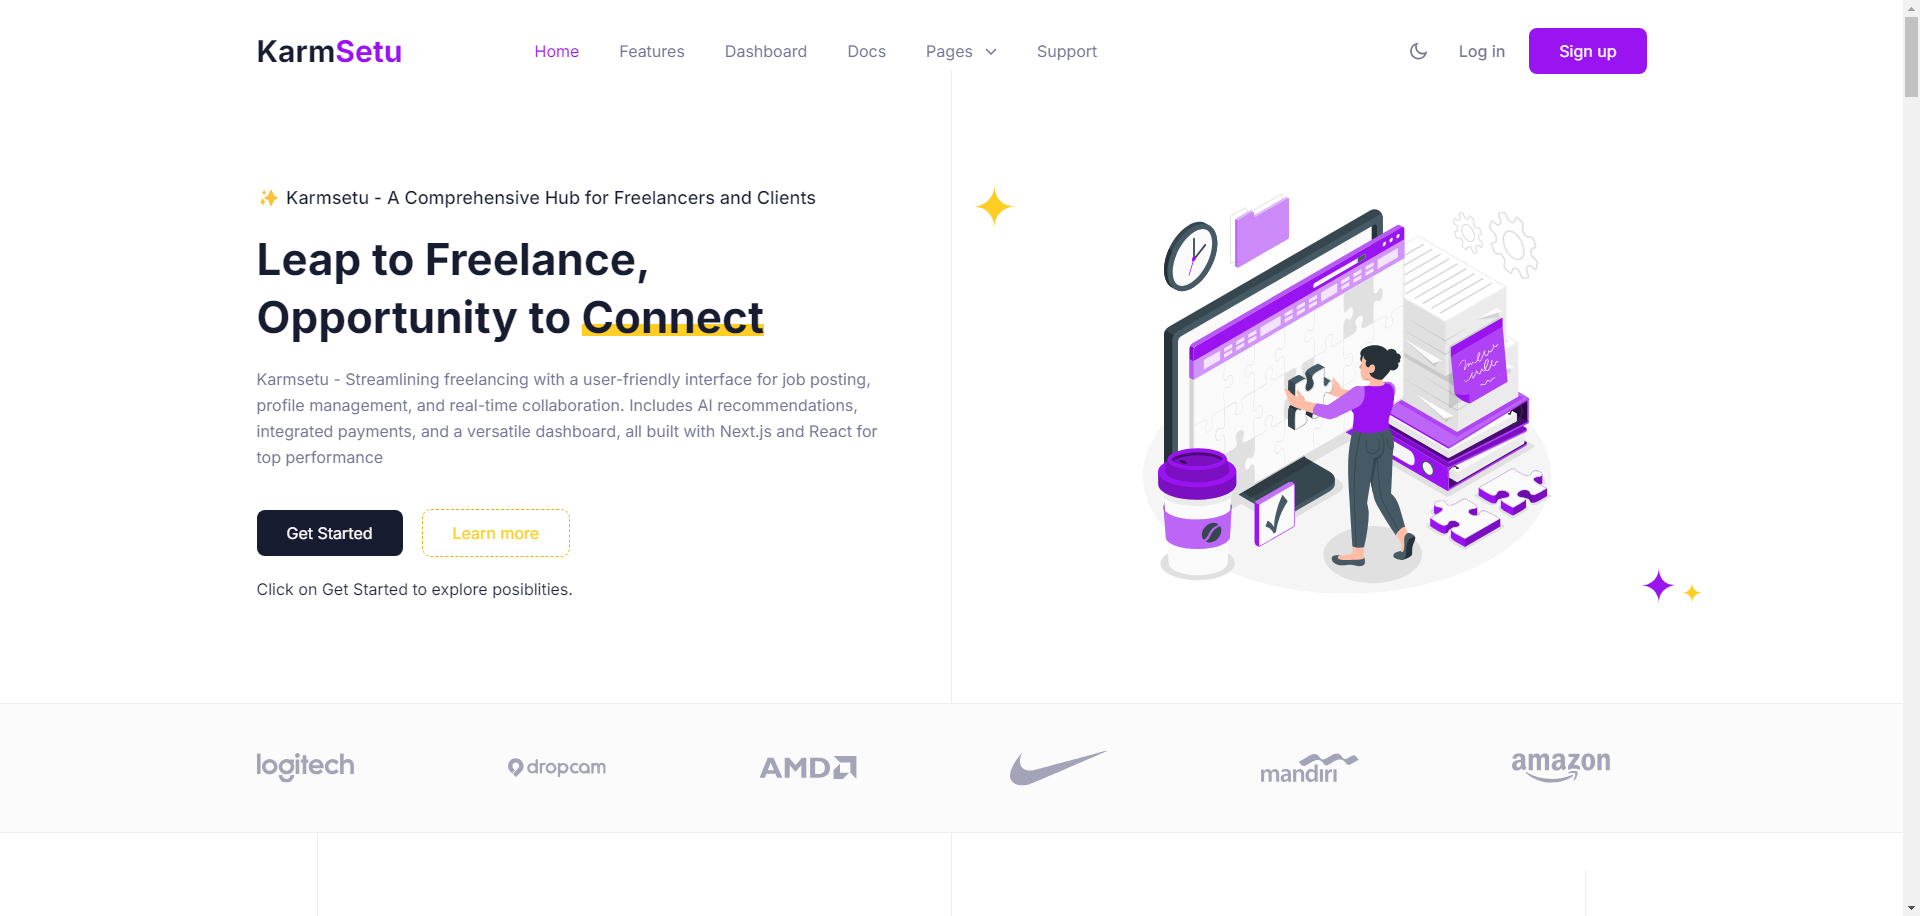 KarmSetu
Home
Features
Dashboard
Docs
Pages
Support
Log in
Sign up
✨ Karmsetu - A Comprehensive Hub for Freelancers and Clients
Leap to Freelance,
Opportunity to Connect
Karmsetu - Streamlining freelancing with a user-friendly interface for job posting,
profile management, and real-time collaboration. Includes AI recommendations,
integrated payments, and a versatile dashboard, all built with Next.js and React for
top performance
Get Started
Learn more
Click on Get Started to explore posiblities.
logitech
dropcam
AMD
mandiri
amazon